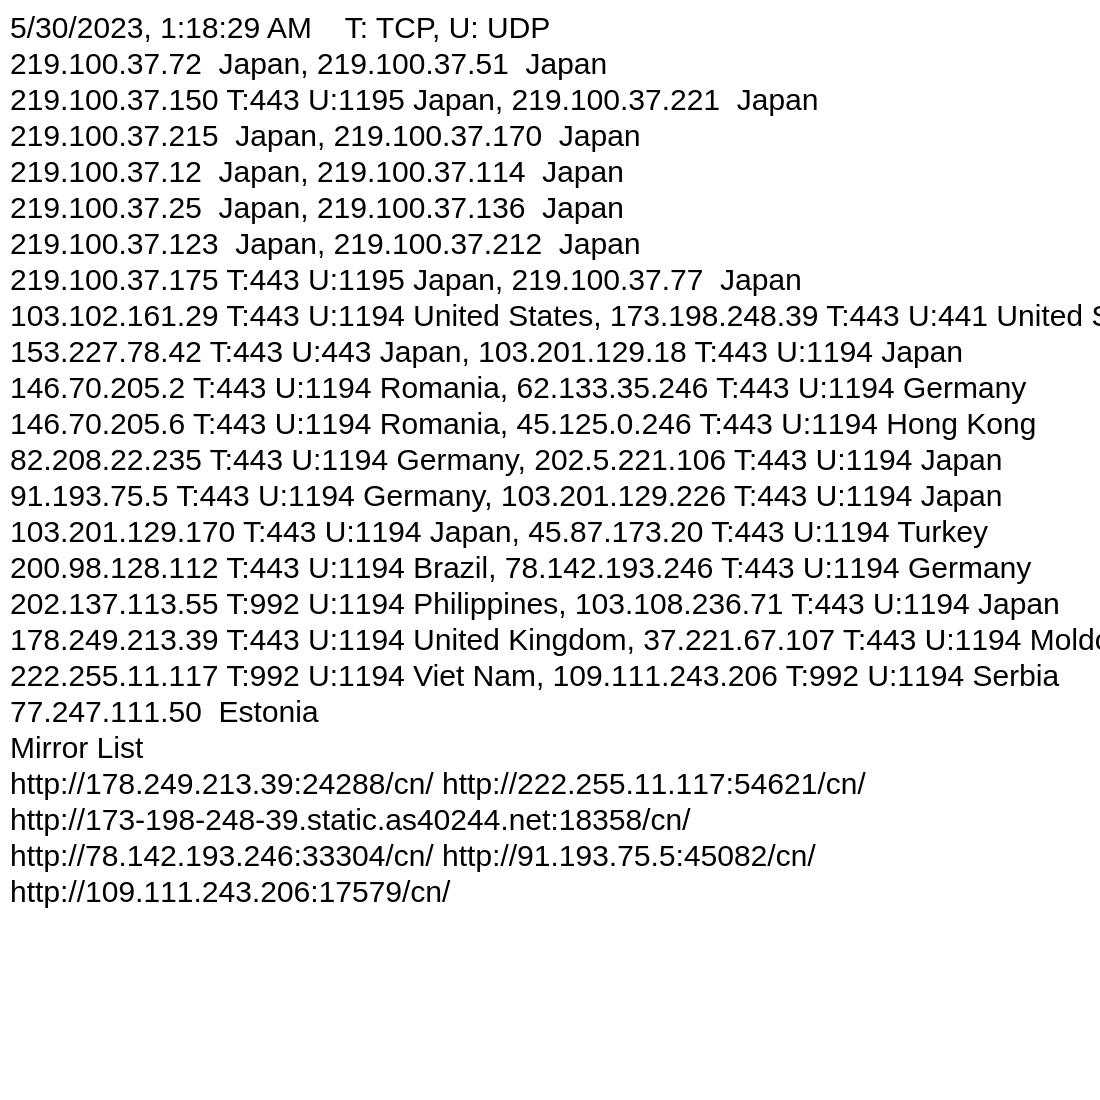 5/30/2023, 1:18:29 AM    T: TCP, U: UDP
219.100.37.72  Japan, 219.100.37.51  Japan
219.100.37.150 T:443 U:1195 Japan, 219.100.37.221  Japan
219.100.37.215  Japan, 219.100.37.170  Japan
219.100.37.12  Japan, 219.100.37.114  Japan
219.100.37.25  Japan, 219.100.37.136  Japan
219.100.37.123  Japan, 219.100.37.212  Japan
219.100.37.175 T:443 U:1195 Japan, 219.100.37.77  Japan
103.102.161.29 T:443 U:1194 United States, 173.198.248.39 T:443 U:441 United
153.227.78.42 T:443 U:443 Japan, 103.201.129.18 T:443 U:1194 Japan
146.70.205.2 T:443 U:1194 Romania, 62.133.35.246 T:443 U:1194 Germany
146.70.205.6 T:443 U:1194 Romania, 45.125.0.246 T:443 U:1194 Hong Kong
82.208.22.235 T:443 U:1194 Germany, 202.5.221.106 T:443 U:1194 Japan
91.193.75.5 T:443 U:1194 Germany, 103.201.129.226 T:443 U:1194 Japan
103.201.129.170 T:443 U:1194 Japan, 45.87.173.20 T:443 U:1194 Turkey
200.98.128.112 T:443 U:1194 Brazil, 78.142.193.246 T:443 U:1194 Germany
202.137.113.55 T:992 U:1194 Philippines, 103.108.236.71 T:443 U:1194 Japan
178.249.213.39 T:443 U:1194 United Kingdom, 37.221.67.107 T:443 U:1194
222.255.11.117 T:992 U:1194 Viet Nam, 109.111.243.206 T:992 U:1194 Serbia
77.247.111.50  Estonia
Mirror List
http://178.249.213.39:24288/cn/ http://222.255.11.117:54621/cn/
http://173-198-248-39.static.as40244.net:18358/cn/
http://78.142.193.246:33304/cn/ http://91.193.75.5:45082/cn/
http://109.111.243.206:17579/cn/